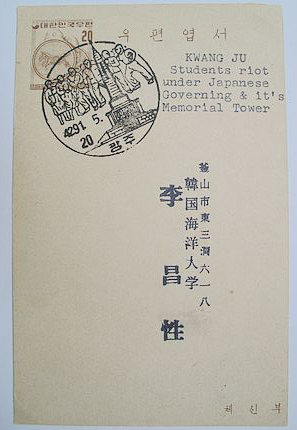 대한민국우편
20
우편엽서
KWANG JU
Students riot
under Japanese
Governing & it's
Memorial Tower
4291.5.
20
광주
釜山市東三洞六一八
韓国海洋大学
李昌性
체신부